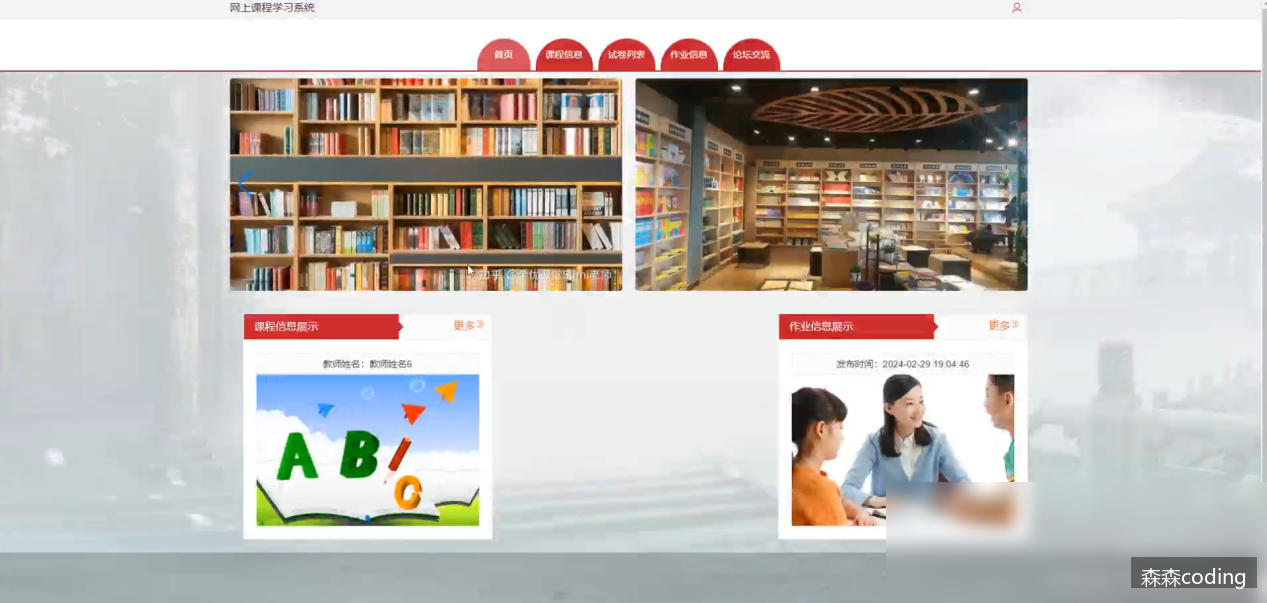 网上课程学习系统
首页 课程信息 试卷列表 作业信息 论坛交流
课程信息展示 更多
作业信息展示 更多
教师姓名：教师姓名6
发布时间：2024-02-29 19:04:46
A B C
森森coding